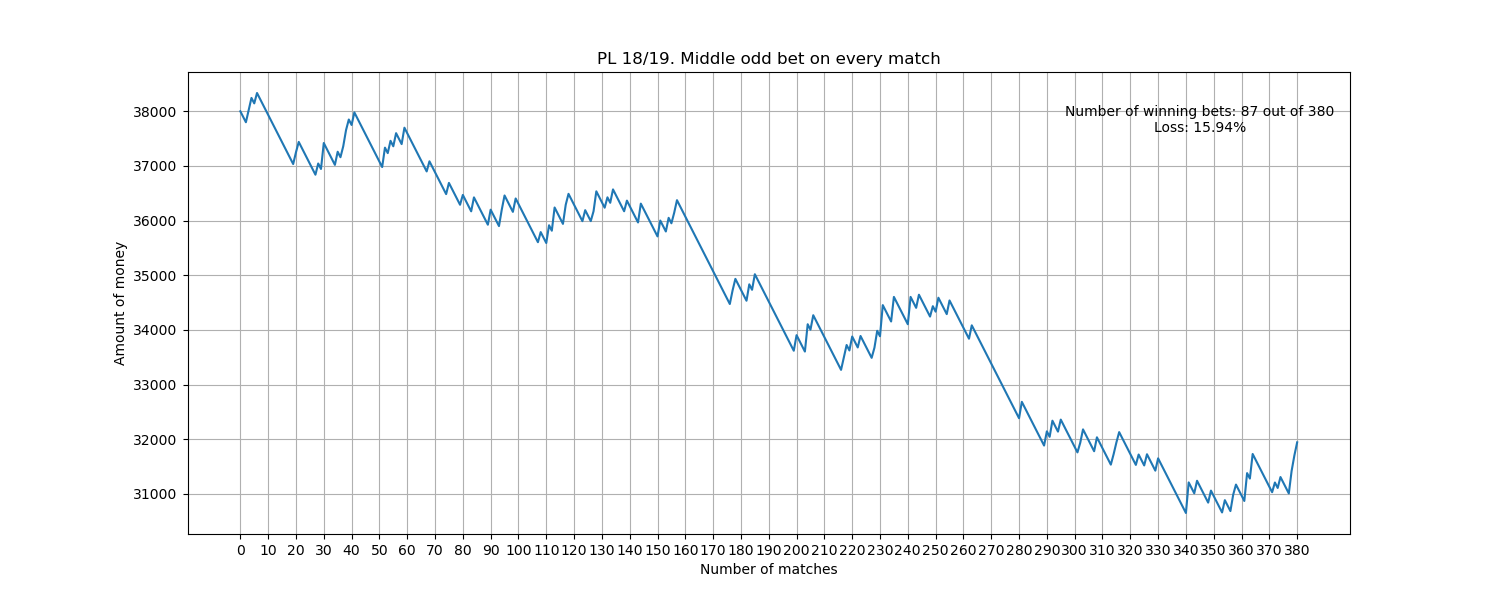 PL 18/19. Middle odd bet on every match
Number of winning bets: 87 out of 380
Loss: 15.94%
Amount of money
38000
37000
36000
35000
34000
33000
32000
31000
0 10 20 30 40 50 60 70 80 90 100 110 120 130 140 150 160 170 180 190 200 210 220 230 240 250 260 270 280 290 300 310 320 330 340 350 360 370 380
Number of matches